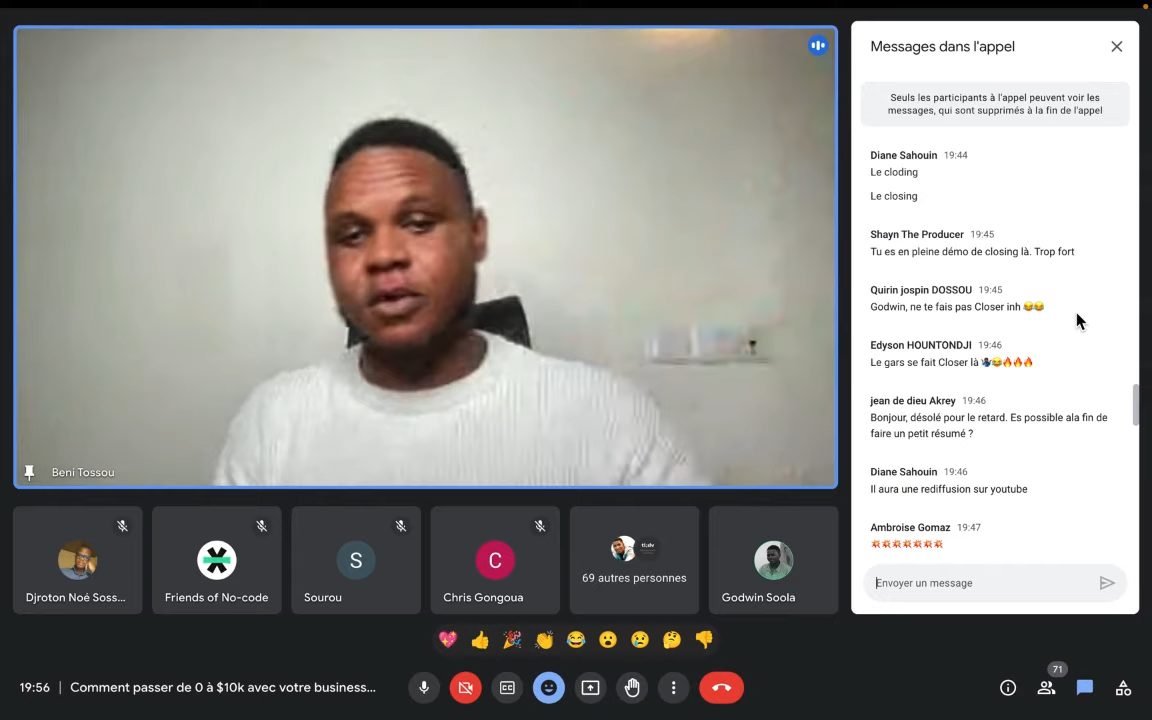 Messages dans l'appel
Seuls les participants à l'appel peuvent voir les
messages, qui sont supprimés à la fin de l'appel
Diane Sahouin 19:44
Le cloding
Le closing
Shayn The Producer 19:45
Tu es en pleine démo de closing là. Trop fort
Quirin jospin DOSSOU 19:45
Godwin, ne te fais pas Closer inh 😂😂
Edyson HOUNTONDJI 19:46
Le gars se fait Closer là 🤷🏿‍♂️😂🔥🔥🔥
jean de dieu Akrey 19:46
Bonjour, désolé pour le retard. Es possible ala fin de
faire un petit résumé ?
Diane Sahouin 19:46
Il aura une rediffusion sur youtube
Ambroise Gomaz 19:47
💥💥💥💥💥💥💥
Envoyer un message
Beni Tossou
Djroton Noé Soss...
Friends of No-code
S
Sourou
C
Chris Gongoua
69 autres personnes
Godwin Soola
19:56 | Comment passer de 0 à $10k avec votre business...
71